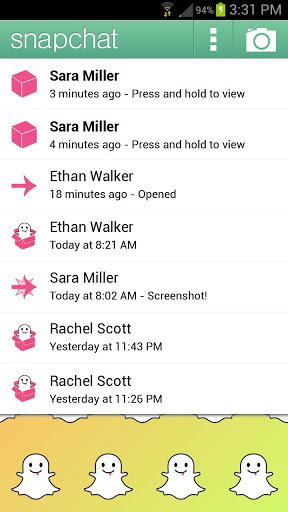 94% 3:31 PM
snapchat
Sara Miller
3 minutes ago - Press and hold to view
Sara Miller
4 minutes ago - Press and hold to view
Ethan Walker
18 minutes ago - Opened
Ethan Walker
Today at 8:21 AM
Sara Miller
Today at 8:02 AM - Screenshot!
Rachel Scott
Yesterday at 11:43 PM
Rachel Scott
Yesterday at 11:26 PM